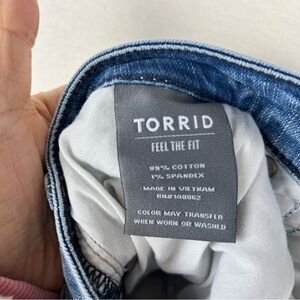 TORRID
FEEL THE FIT
99% COTTON
1% SPANDEX
MADE IN VIETNAM
RN#140862
COLOR MAY TRANSFER
WHEN WORN OR WASHED